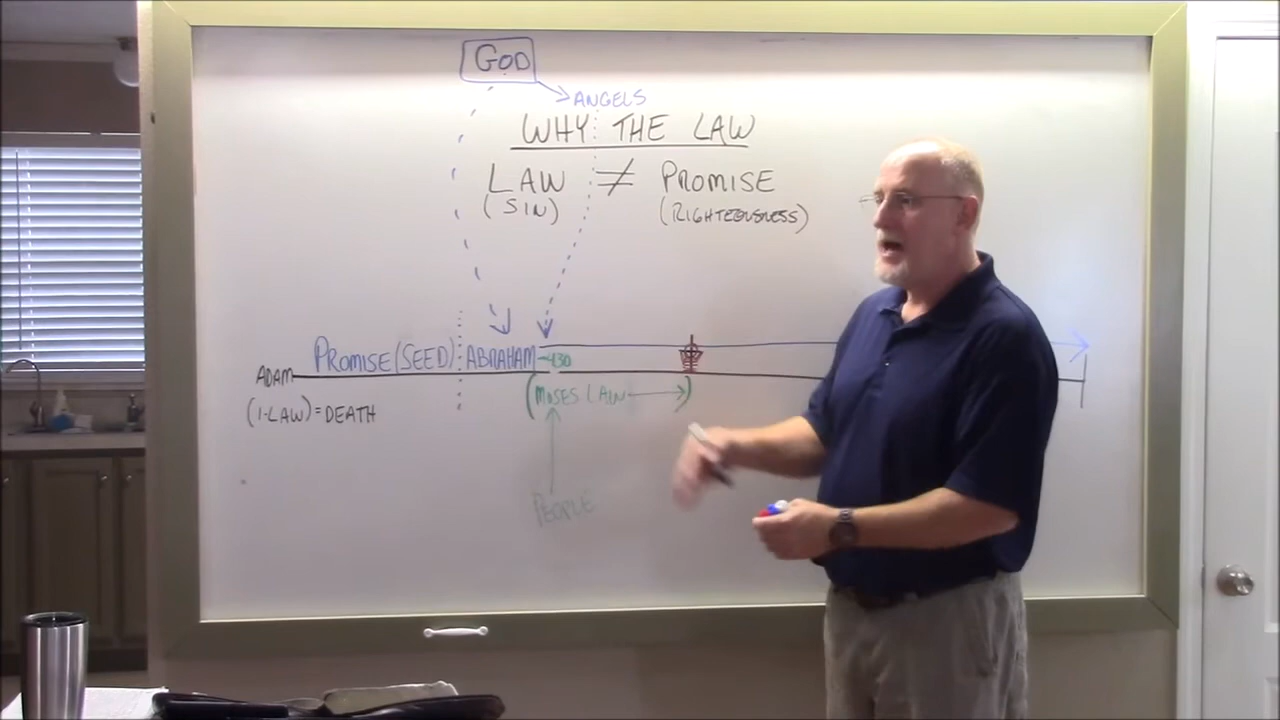 GOD
ANGELS
WHY THE LAW
LAW ≠ PROMISE
(SIN) (RIGHTEOUSNESS)
PROMISE (SEED) ABRAHAM -430
ADAM
(MOSES LAW )
(1-LAW) = DEATH
PEOPLE